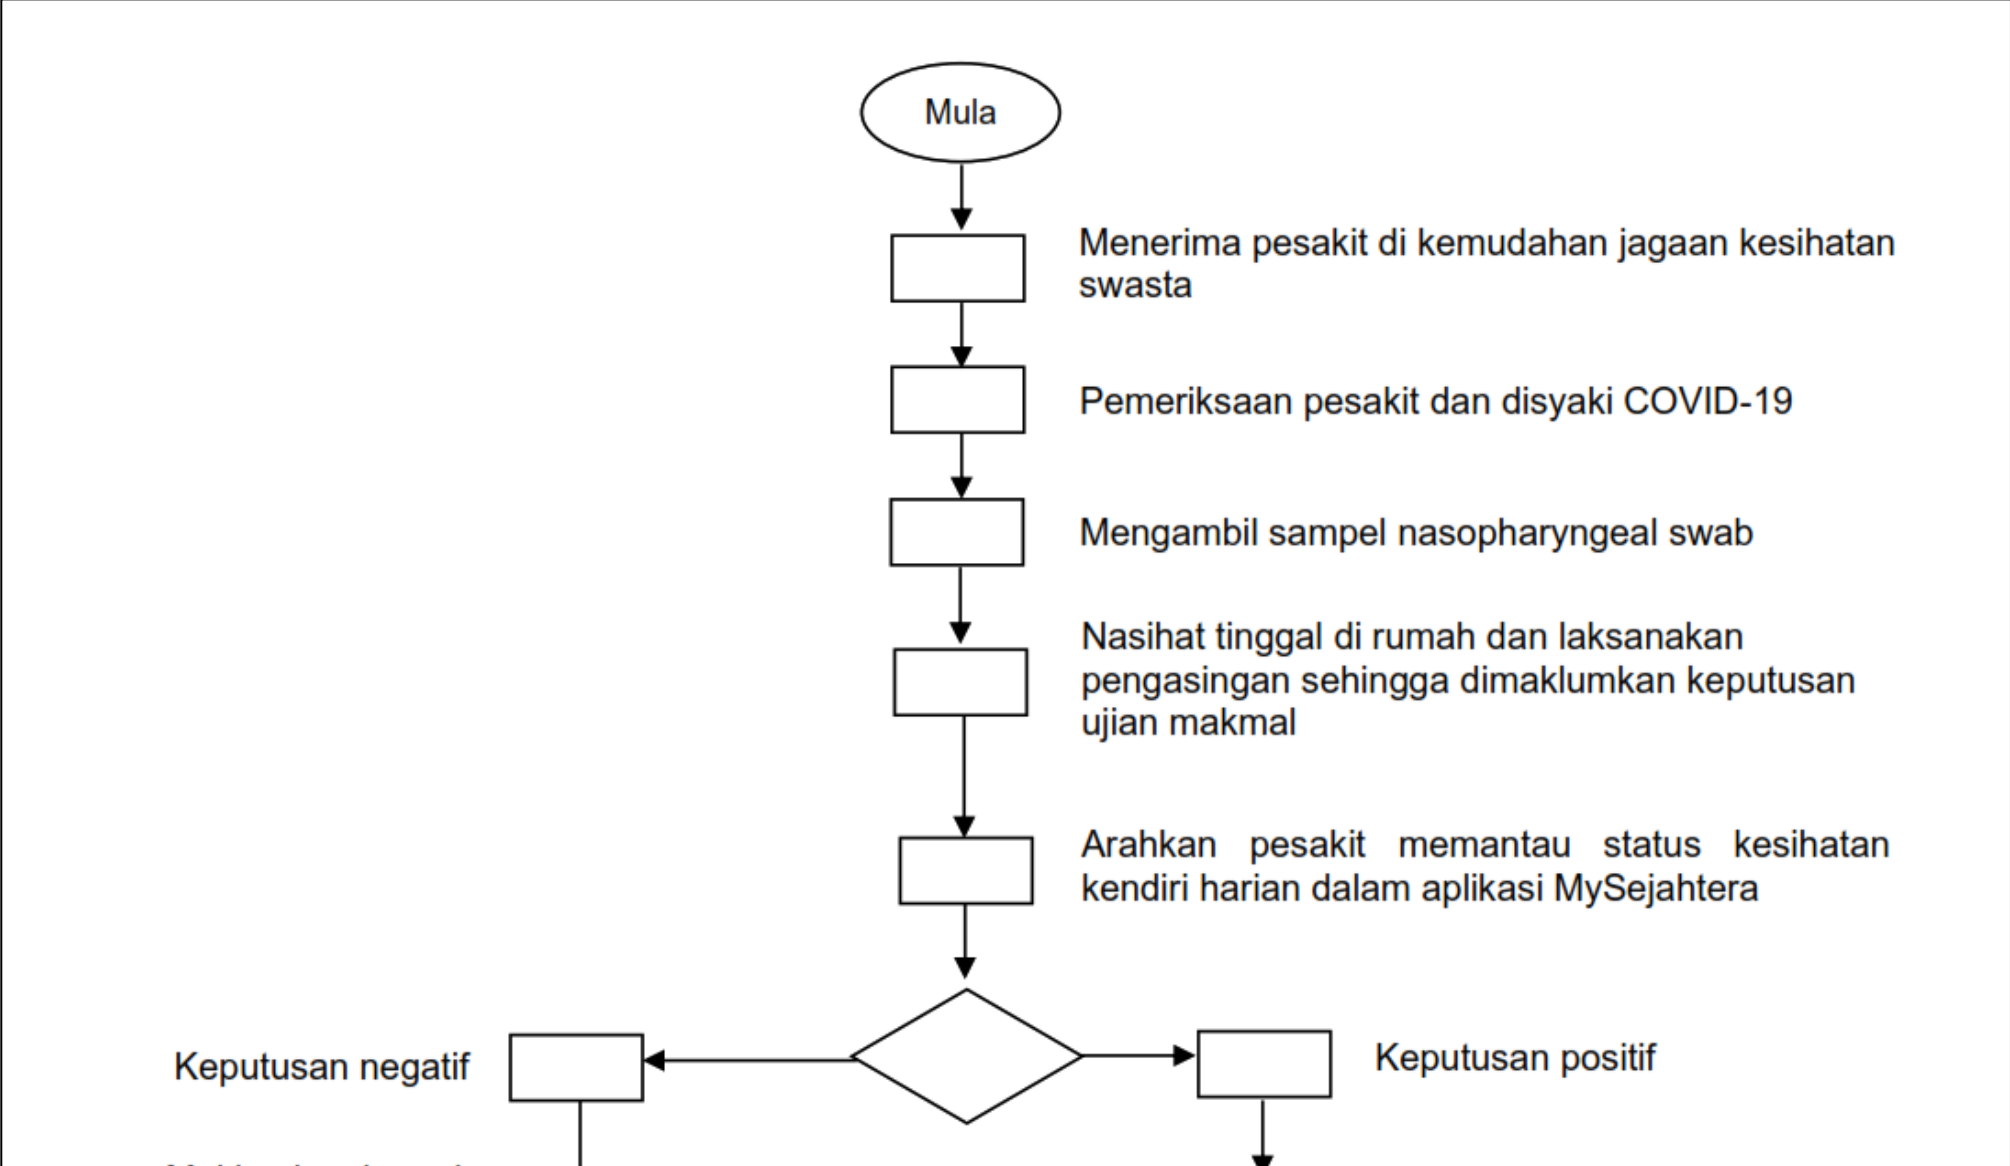 Mula
Menerima pesakit di kemudahan jagaan kesihatan
swasta
Pemeriksaan pesakit dan disyaki COVID-19
Mengambil sampel nasopharyngeal swab
Nasihat tinggal di rumah dan laksanakan
pengasingan sehingga dimaklumkan keputusan
ujian makmal
Arahkan pesakit memantau status kesihatan
kendiri harian dalam aplikasi MySejahtera
Keputusan negatif
Keputusan positif